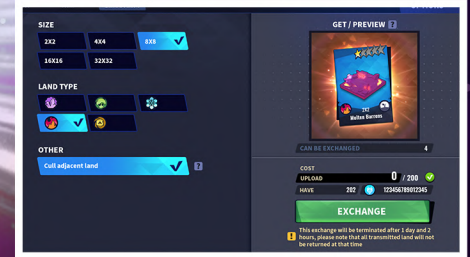 SIZE
2X2
4X4
8X8
16X16
32X32
LAND TYPE
OTHER
Cull adjacent land
?
GET / PREVIEW ?
2X2
Molten Barrens
CAN BE EXCHANGED 4
COST
UPLOAD 0 / 200
HAVE 202 / 123456789012345
EXCHANGE
! This exchange will be terminated after 1 day and 2
hours, please note that all transmitted land will not
be returned at that time